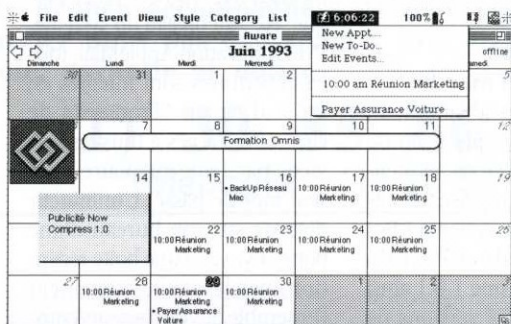 File Edit Event View Style Category List 6:06:22 100%
Aware
Juin 1993
offline
Dimanche Lundi Mardi Mercredi
New Appt...
New To-Do...
Edit Events...
10:00 am Réunion Marketing
Payer Assurance Voiture
30 31 1 2 5
7 8 9 10 11 12
Formation Omnis
14 15 16 17 18 19
• BackUp Réseau
Mac
10:00 Réunion
Marketing
10:00 Réunion
Marketing
Publicité Now
Compress 1.0
22 23 24 25 26
10:00 Réunion
Marketing
10:00 Réunion
Marketing
10:00 Réunion
Marketing
10:00 Réunion
Marketing
27 28 29 30 1 2 3
10:00 Réunion
Marketing
10:00 Réunion
Marketing
• Payer Assurance
Voiture
10:00 Réunion
Marketing